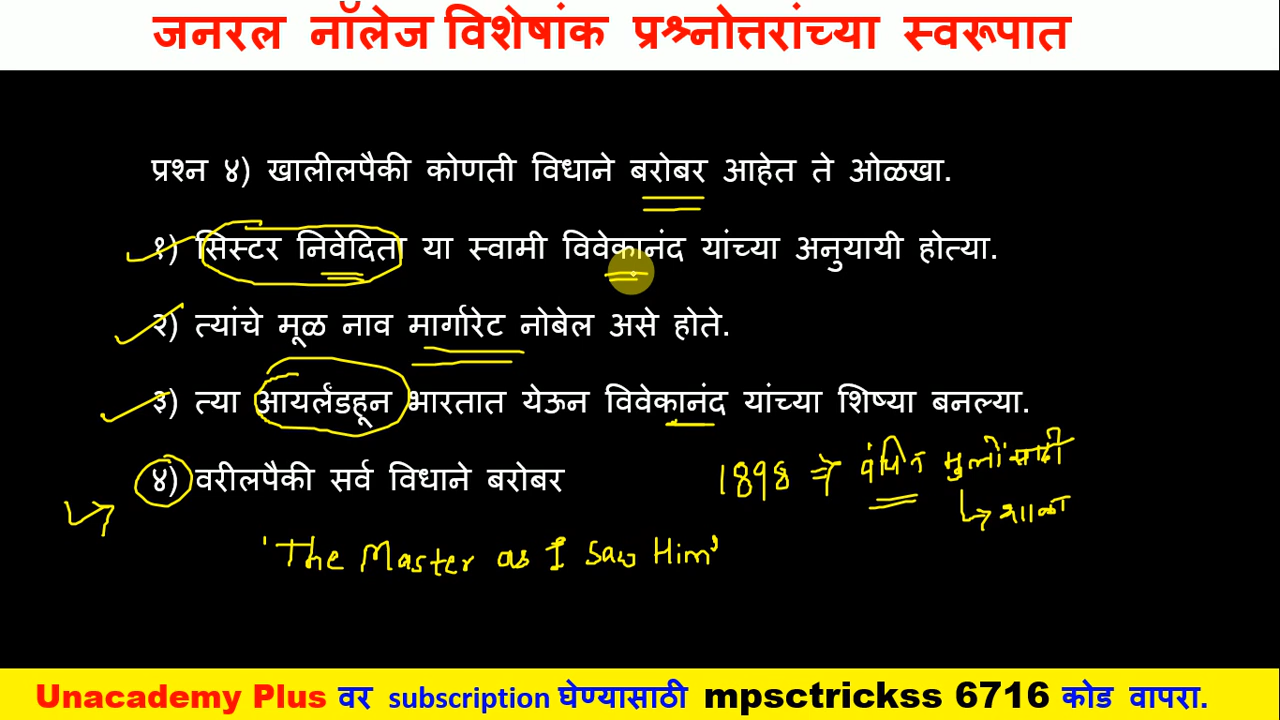 जनरल नॉलेज विशेषांक प्रश्नोत्तरांच्या स्वरूपात
प्रश्न ४) खालीलपैकी कोणती विधाने बरोबर आहेत ते ओळखा.
१) सिस्टर निवेदिता या स्वामी विवेकानंद यांच्या अनुयायी होत्या.
२) त्यांचे मूळ नाव मार्गारेट नोबेल असे होते.
३) त्या आयर्लंडहून भारतात येऊन विवेकानंद यांच्या शिष्या बनल्या.
४) वरीलपैकी सर्व विधाने बरोबर
1898 ⇒ वंचित मुलींसाठी
↳ शाळा
'The Master as I Saw Him'
Unacademy Plus वर subscription घेण्यासाठी mpsctrickss 6716 कोड वापरा.